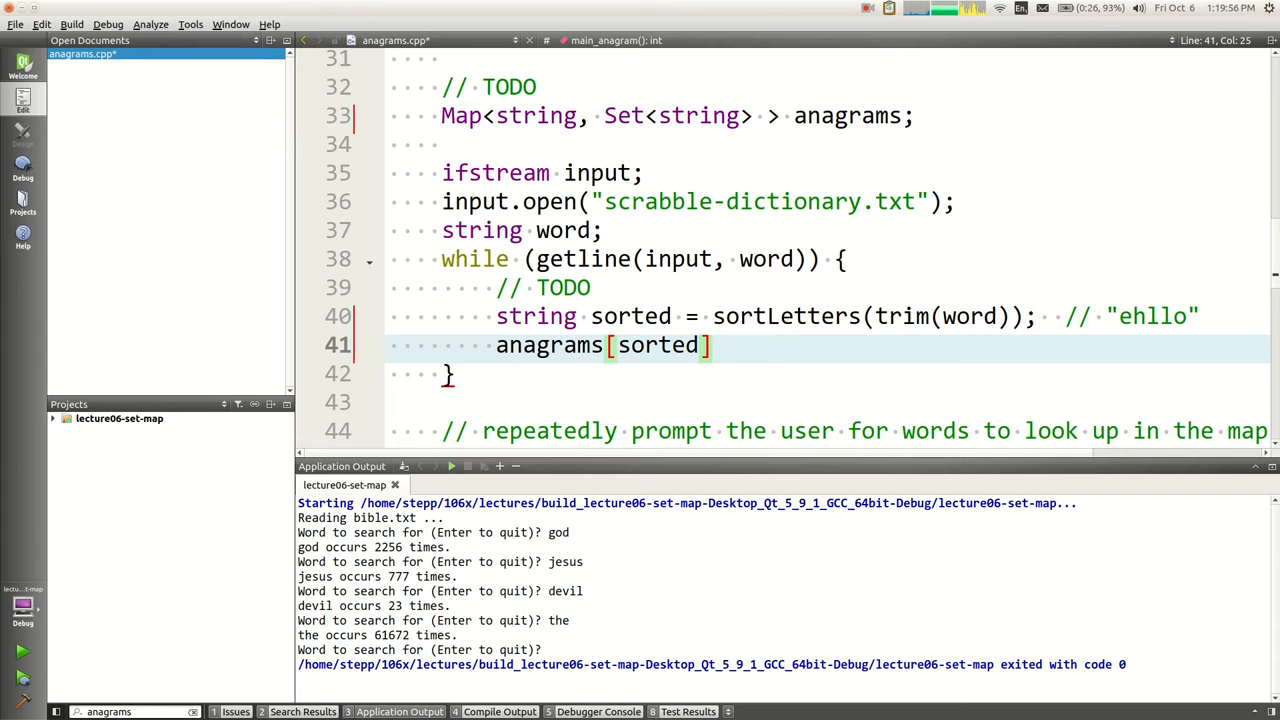 (0:26, 93%) Fri Oct 6 1:19:56 PM
File Edit Build Debug Analyze Tools Window Help
Open Documents
anagrams.cpp*
# main_anagram(): int
Line: 41, Col: 25
anagrams.cpp*
Welcome
Edit
Design
Debug
Projects
Help
31
32 // TODO
33 Map<string, Set<string> > anagrams;
34
35 ifstream input;
36 input.open("scrabble-dictionary.txt");
37 string word;
38 while (getline(input, word)) {
39 // TODO
40 string sorted = sortLetters(trim(word)); // "ehllo"
41 anagrams[sorted]
42 }
43
44 // repeatedly prompt the user for words to look up in the map
Projects
lecture06-set-map
Application Output
lecture06-set-map
Starting /home/stepp/106x/lectures/build_lecture06-set-map-Desktop_Qt_5_9_1_GCC_64bit-Debug/lecture06-set-map...
Reading bible.txt ...
Word to search for (Enter to quit)? god
god occurs 2256 times.
Word to search for (Enter to quit)? jesus
jesus occurs 777 times.
Word to search for (Enter to quit)? devil
devil occurs 23 times.
Word to search for (Enter to quit)? the
the occurs 61672 times.
Word to search for (Enter to quit)?
/home/stepp/106x/lectures/build_lecture06-set-map-Desktop_Qt_5_9_1_GCC_64bit-Debug/lecture06-set-map exited with code 0
lectu...t-map
Debug
anagrams
1 Issues 2 Search Results 3 Application Output 4 Compile Output 5 Debugger Console 8 Test Results